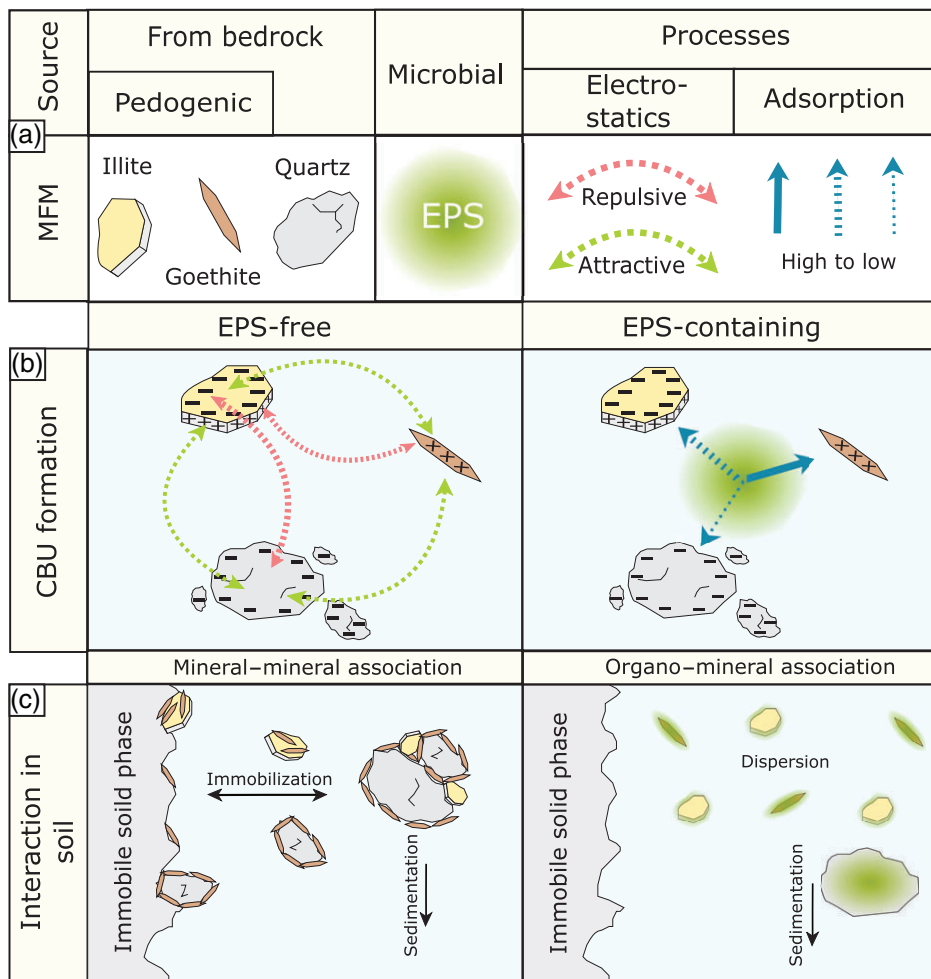 Source
From bedrock
Pedogenic
Microbial
Processes
Electro-
statics
Adsorption
(a)
MFM
Illite
Quartz
Goethite
EPS
Repulsive
Attractive
High to low
EPS-free
EPS-containing
(b)
CBU formation
Mineral–mineral association
Organo–mineral association
(c)
Interaction in
soil
Immobile soild phase
Immobilization
Sedimentation
Immobile solid phase
Dispersion
Sedimentation